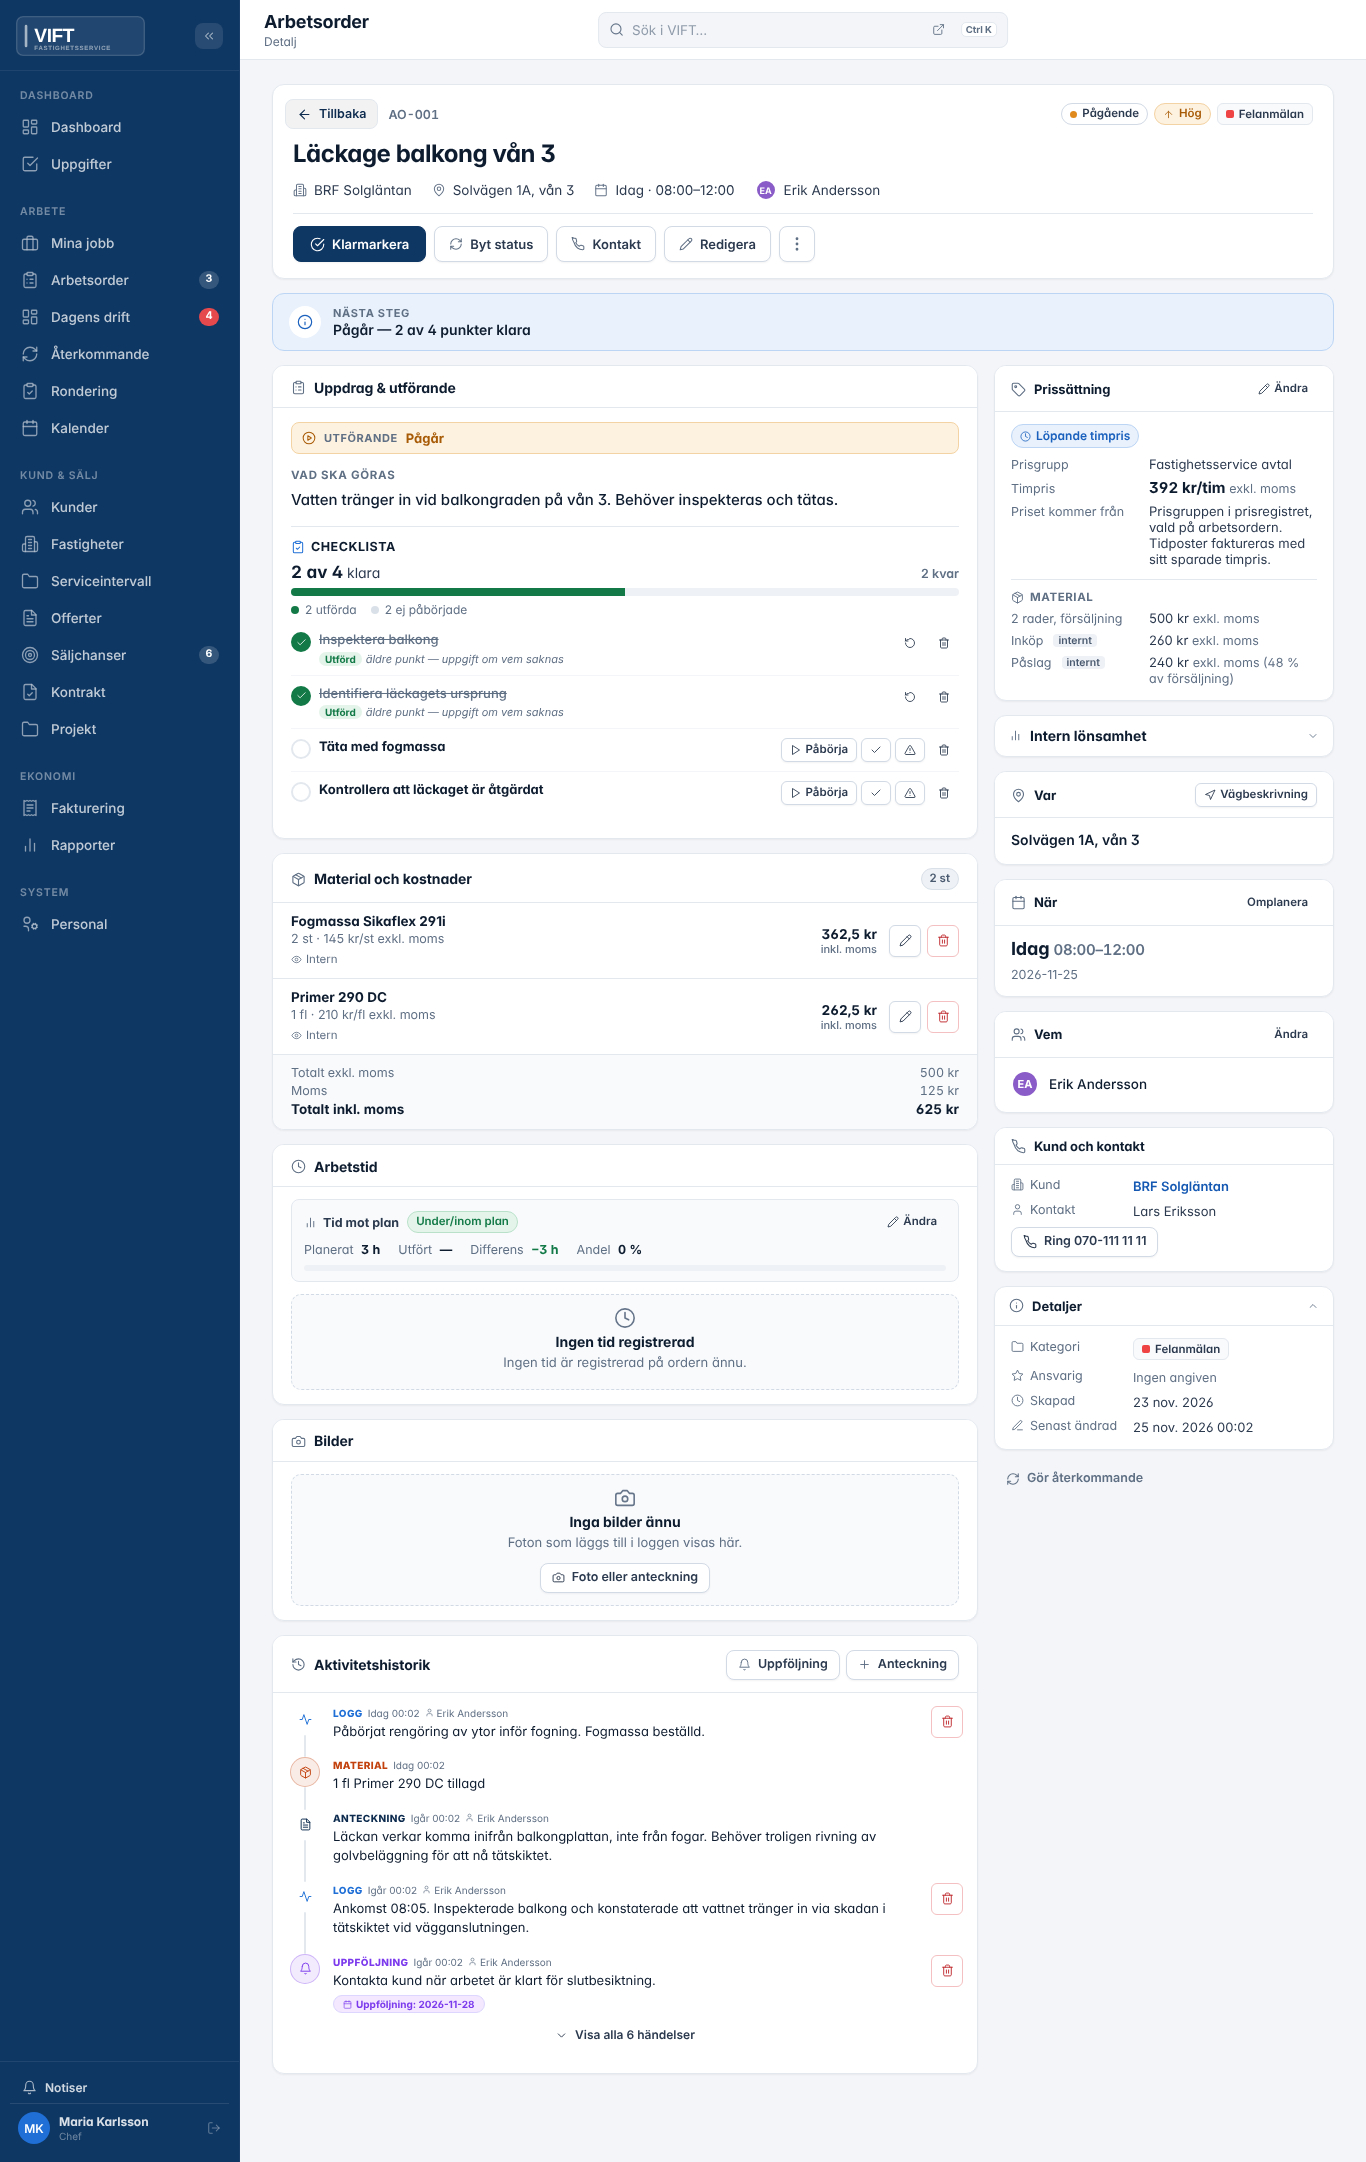 VIFT
FASTIGHETSSERVICE
DASHBOARD
Dashboard
Uppgifter
ARBETE
Mina jobb
Arbetsorder 3
Dagens drift 4
Återkommande
Rondering
Kalender
KUND & SÄLJ
Kunder
Fastigheter
Serviceintervall
Offerter
Säljchanser 6
Kontrakt
Projekt
EKONOMI
Fakturering
Rapporter
SYSTEM
Personal
Notiser
MK
Maria Karlsson
Chef
Arbetsorder
Detalj
Sök i VIFT...
Ctrl K
Tillbaka
AO-001
Pågående
Hög
Felanmälan
Läckage balkong vån 3
BRF Solgläntan
Solvägen 1A, vån 3
Idag · 08:00–12:00
EA
Erik Andersson
Klarmarkera
Byt status
Kontakt
Redigera
NÄSTA STEG
Pågår — 2 av 4 punkter klara
Uppdrag & utförande
UTFÖRANDE Pågår
VAD SKA GÖRAS
Vatten tränger in vid balkongraden på vån 3. Behöver inspekteras och tätas.
CHECKLISTA
2 av 4 klara
2 kvar
2 utförda
2 ej påbörjade
Inspektera balkong
Utförd äldre punkt — uppgift om vem saknas
Identifiera läckagets ursprung
Utförd äldre punkt — uppgift om vem saknas
Täta med fogmassa
Påbörja
Kontrollera att läckaget är åtgärdat
Påbörja
Material och kostnader
2 st
Fogmassa Sikaflex 291i
2 st · 145 kr/st exkl. moms
Intern
362,5 kr
inkl. moms
Primer 290 DC
1 fl · 210 kr/fl exkl. moms
Intern
262,5 kr
inkl. moms
Totalt exkl. moms 500 kr
Moms 125 kr
Totalt inkl. moms 625 kr
Arbetstid
Tid mot plan
Under/inom plan
Ändra
Planerat 3 h Utfört — Differens −3 h Andel 0 %
Ingen tid registrerad
Ingen tid är registrerad på ordern ännu.
Bilder
Inga bilder ännu
Foton som läggs till i loggen visas här.
Foto eller anteckning
Aktivitetshistorik
Uppföljning
Anteckning
LOGG Idag 00:02 Erik Andersson
Påbörjat rengöring av ytor inför fogning. Fogmassa beställd.
MATERIAL Idag 00:02
1 fl Primer 290 DC tillagd
ANTECKNING Igår 00:02 Erik Andersson
Läckan verkar komma inifrån balkongplattan, inte från fogar. Behöver troligen rivning av
golvbeläggning för att nå tätskiktet.
LOGG Igår 00:02 Erik Andersson
Ankomst 08:05. Inspekterade balkong och konstaterade att vattnet tränger in via skadan i
tätskiktet vid vägganslutningen.
UPPFÖLJNING Igår 00:02 Erik Andersson
Kontakta kund när arbetet är klart för slutbesiktning.
Uppföljning: 2026-11-28
Visa alla 6 händelser
Prissättning
Ändra
Löpande timpris
Prisgrupp Fastighetsservice avtal
Timpris 392 kr/tim exkl. moms
Priset kommer från Prisgruppen i prisregistret,
vald på arbetsordern.
Tidposter faktureras med
sitt sparade timpris.
MATERIAL
2 rader, försäljning 500 kr exkl. moms
Inköp internt 260 kr exkl. moms
Påslag internt 240 kr exkl. moms (48 %
av försäljning)
Intern lönsamhet
Var
Vägbeskrivning
Solvägen 1A, vån 3
När
Omplanera
Idag 08:00–12:00
2026-11-25
Vem
Ändra
EA
Erik Andersson
Kund och kontakt
Kund BRF Solgläntan
Kontakt Lars Eriksson
Ring 070-111 11 11
Detaljer
Kategori Felanmälan
Ansvarig Ingen angiven
Skapad 23 nov. 2026
Senast ändrad 25 nov. 2026 00:02
Gör återkommande